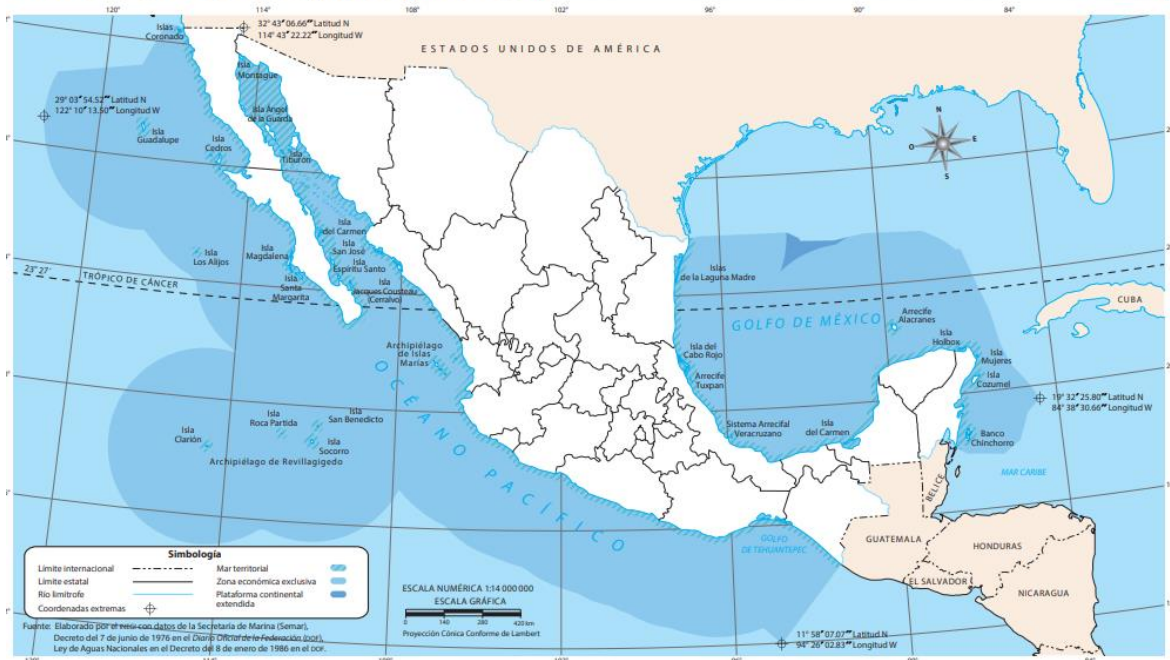 120°
114°
108°
102°
96°
90°
84°
Islas
Coronado
32° 43´06.66˝ Latitud N
114° 43´22.22˝ Longitud W
ESTADOS UNIDOS DE AMÉRICA
Isla
Montague
29° 03´54.52˝ Latitud N
122° 10´13.50˝ Longitud W
Isla Ángel
de la Guarda
Isla
Guadalupe
Isla
Cedros
Isla
Tiburón
N
E
S
O
Isla
del Carmen
Isla
San José
Isla
Espíritu Santo
Isla
Jacques Cousteau
(Cerralvo)
Isla
Los Alijos
Isla
Magdalena
Isla
Santa
Margarita
23° 27´
TRÓPICO DE CÁNCER
Islas
de la Laguna Madre
GOLFO DE MÉXICO
Arrecife
Alacranes
CUBA
Isla
Holbox
Isla
Mujeres
Isla
Cozumel
Archipiélago
de Islas
Marías
Isla del
Cabo Rojo
Arrecife
Tuxpan
19° 32´25.80˝ Latitud N
84° 38´30.66˝ Longitud W
Isla
Clarión
Isla
Roca Partida
Isla
San Benedicto
Isla
Socorro
Archipiélago de Revillagigedo
Sistema Arrecifal
Veracruzano
Isla
del Carmen
Banco
Chinchorro
OCÉANO PACÍFICO
MAR CARIBE
BELICE
GUATEMALA
HONDURAS
EL SALVADOR
NICARAGUA
GOLFO
DE TEHUANTEPEC
Simbología
Límite internacional
Límite estatal
Río limítrofe
Coordenadas extremas
Mar territorial
Zona económica exclusiva
Plataforma continental
extendida
ESCALA NUMÉRICA 1:14 000 000
ESCALA GRÁFICA
0 140 280 420 km
Proyección Cónica Conforme de Lambert
11° 58´07.07˝ Latitud N
94° 26´02.83˝ Longitud W
Fuente: Elaborado por el INEGI con datos de la Secretaría de Marina (Semar),
Decreto del 7 de junio de 1976 en el Diario Oficial de la Federación (DOF),
Ley de Aguas Nacionales en el Decreto del 8 de enero de 1986 en el DOF.